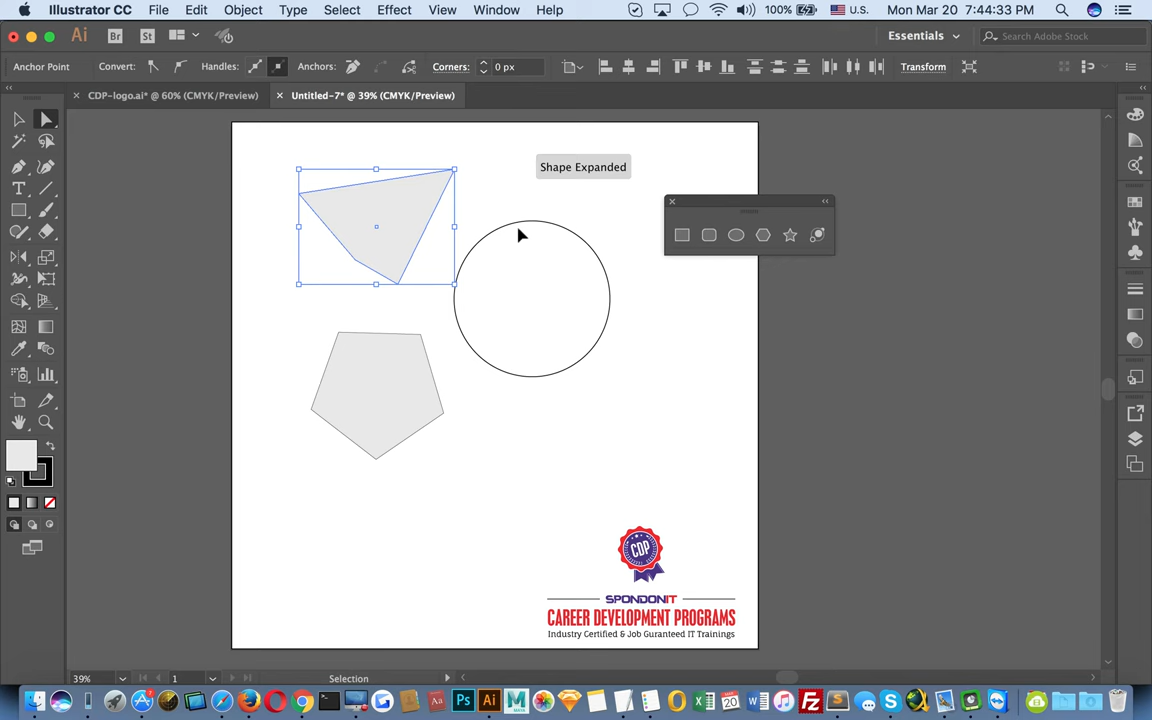 Illustrator CC File Edit Object Type Select Effect View Window Help 100% U.S. Mon Mar 20 7:44:33 PM
Ai Br St Essentials Search Adobe Stock
Anchor Point Convert: Handles: Anchors: Corners: 0 px Transform
CDP-logo.ai* @ 60% (CMYK/Preview) Untitled-7* @ 39% (CMYK/Preview)
Shape Expanded
CDP
SPONDONIT
CAREER DEVELOPMENT PROGRAMS
Industry Certified & Job Guranteed IT Trainings
39% 1 Selection